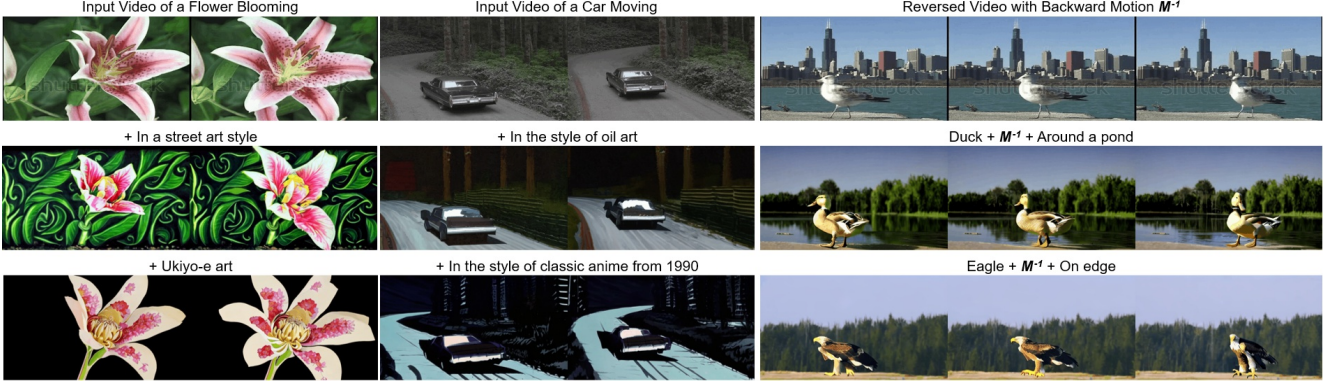 Input Video of a Flower Blooming
Input Video of a Car Moving
Reversed Video with Backward Motion M⁻¹
shutterstock
shutterstock
+ In a street art style
+ In the style of oil art
Duck + M⁻¹ + Around a pond
+ Ukiyo-e art
+ In the style of classic anime from 1990
Eagle + M⁻¹ + On edge